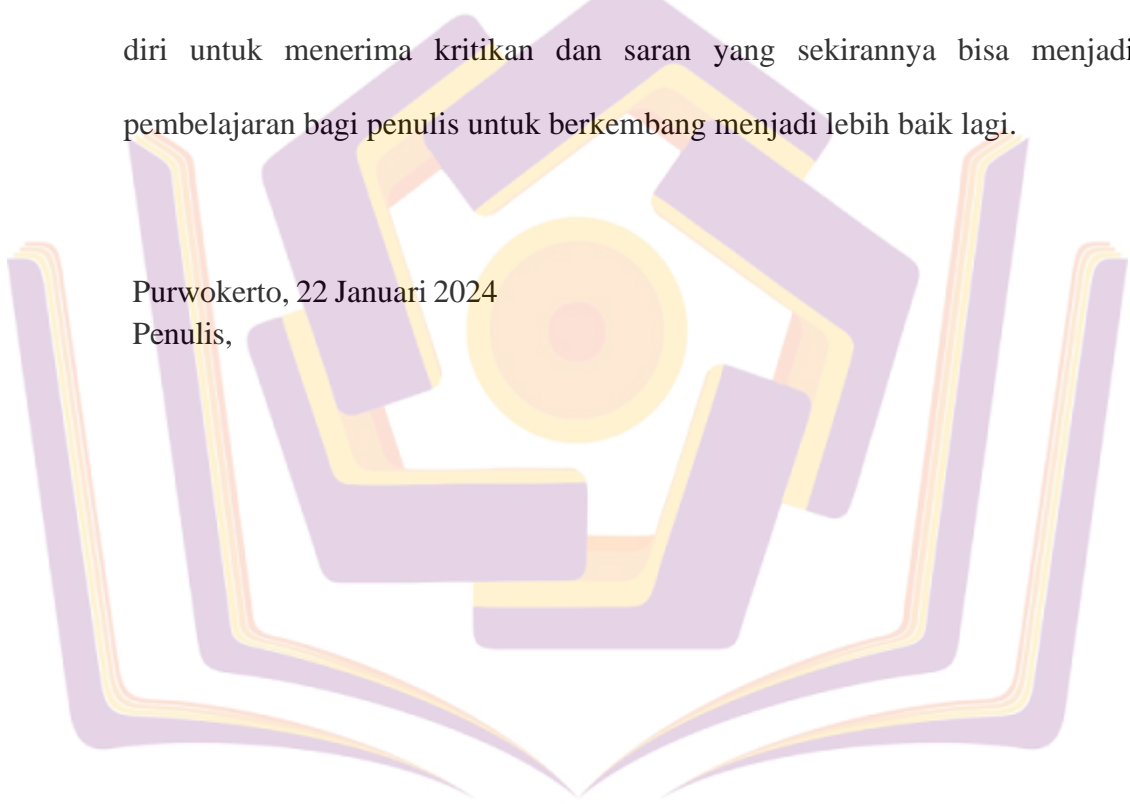 diri untuk menerima kritikan dan saran yang sekirannya bisa menjadi
pembelajaran bagi penulis untuk berkembang menjadi lebih baik lagi.
Purwokerto, 22 Januari 2024
Penulis,